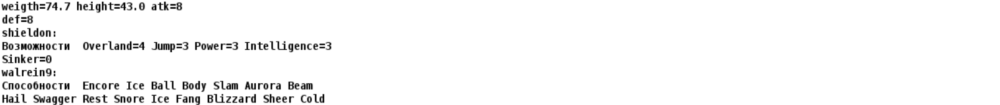 weigth=74.7 height=43.0 atk=8
def=8
shieldon:
Возможности  Overland=4 Jump=3 Power=3 Intelligence=3
Sinker=0
walrein9:
Способности  Encore Ice Ball Body Slam Aurora Beam
Hail Swagger Rest Snore Ice Fang Blizzard Sheer Cold